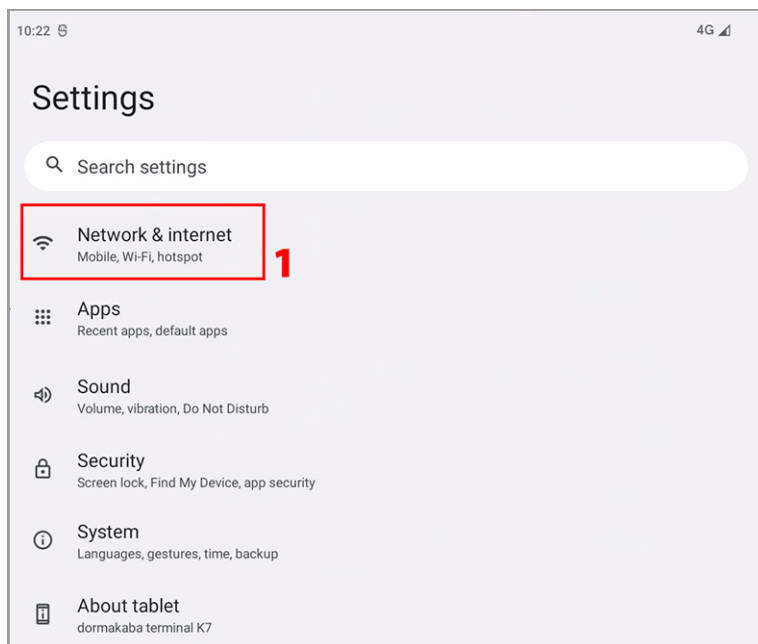 10:22
4G
Settings
Search settings
Network & internet
Mobile, Wi-Fi, hotspot
1
Apps
Recent apps, default apps
Sound
Volume, vibration, Do Not Disturb
Security
Screen lock, Find My Device, app security
System
Languages, gestures, time, backup
About tablet
dormakaba terminal K7